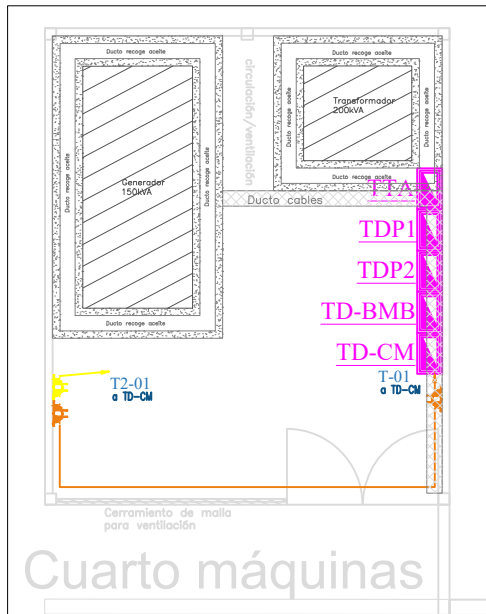 Ducto recoge aceite
Ducto recoge aceite
Ducto recoge aceite
Ducto recoge aceite
Generador
150kVA
Ducto recoge aceite
circulación/ventilación
Ducto recoge aceite
Ducto recoge aceite
Transformador
200kVA
Ducto recoge aceite
Ducto recoge aceite
Ducto cables
TTA
TDP1
TDP2
TD-BMB
TD-CM
T2-01
a TD-CM
T-01
a TD-CM
Cerramiento de malla
para ventilación
Cuarto máquinas